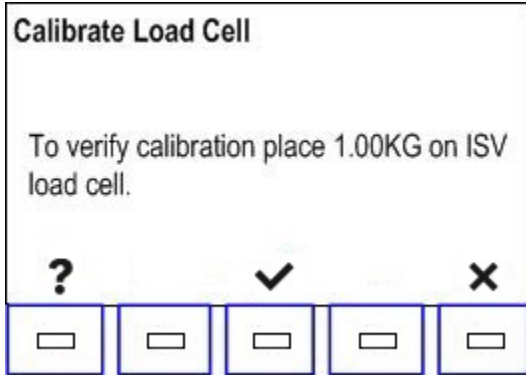 Calibrate Load Cell
To verify calibration place 1.00KG on ISV
load cell.
?